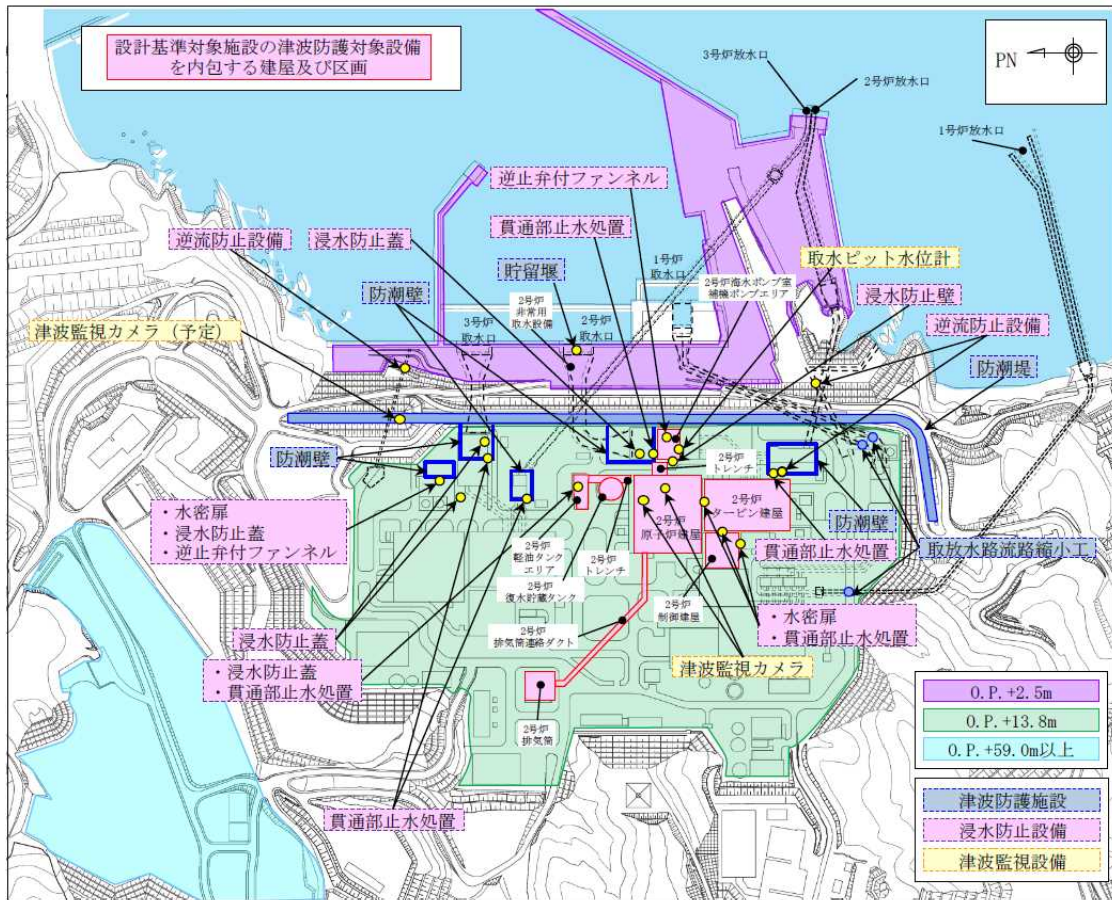 設計基準対象施設の津波防護対象設備
を内包する建屋及び区画
PN
3号炉放水口
2号炉放水口
1号炉放水口
逆止弁付ファンネル
貫通部止水処置
逆流防止設備
浸水防止蓋
貯留堰
防潮壁
1号炉
取水口
2号炉海水ポンプ室
補機ポンプエリア
取水ピット水位計
浸水防止壁
逆流防止設備
防潮堤
2号炉
非常用
取水設備
2号炉
取水口
3号炉
取水口
津波監視カメラ（予定）
防潮壁
・水密扉
・浸水防止蓋
・逆止弁付ファンネル
2号炉
トレンチ
2号炉
原子炉建屋
2号炉
タービン建屋
防潮壁
貫通部止水処置
取放水路流路縮小工
2号炉
軽油タンク
エリア
2号炉
トレンチ
2号炉
復水貯蔵タンク
2号炉
制御建屋
・水密扉
・貫通部止水処置
2号炉
排気筒連絡ダクト
浸水防止蓋
・浸水防止蓋
・貫通部止水処置
津波監視カメラ
2号炉
排気筒
貫通部止水処置
O.P.+2.5m
O.P.+13.8m
O.P.+59.0m以上
津波防護施設
浸水防止設備
津波監視設備